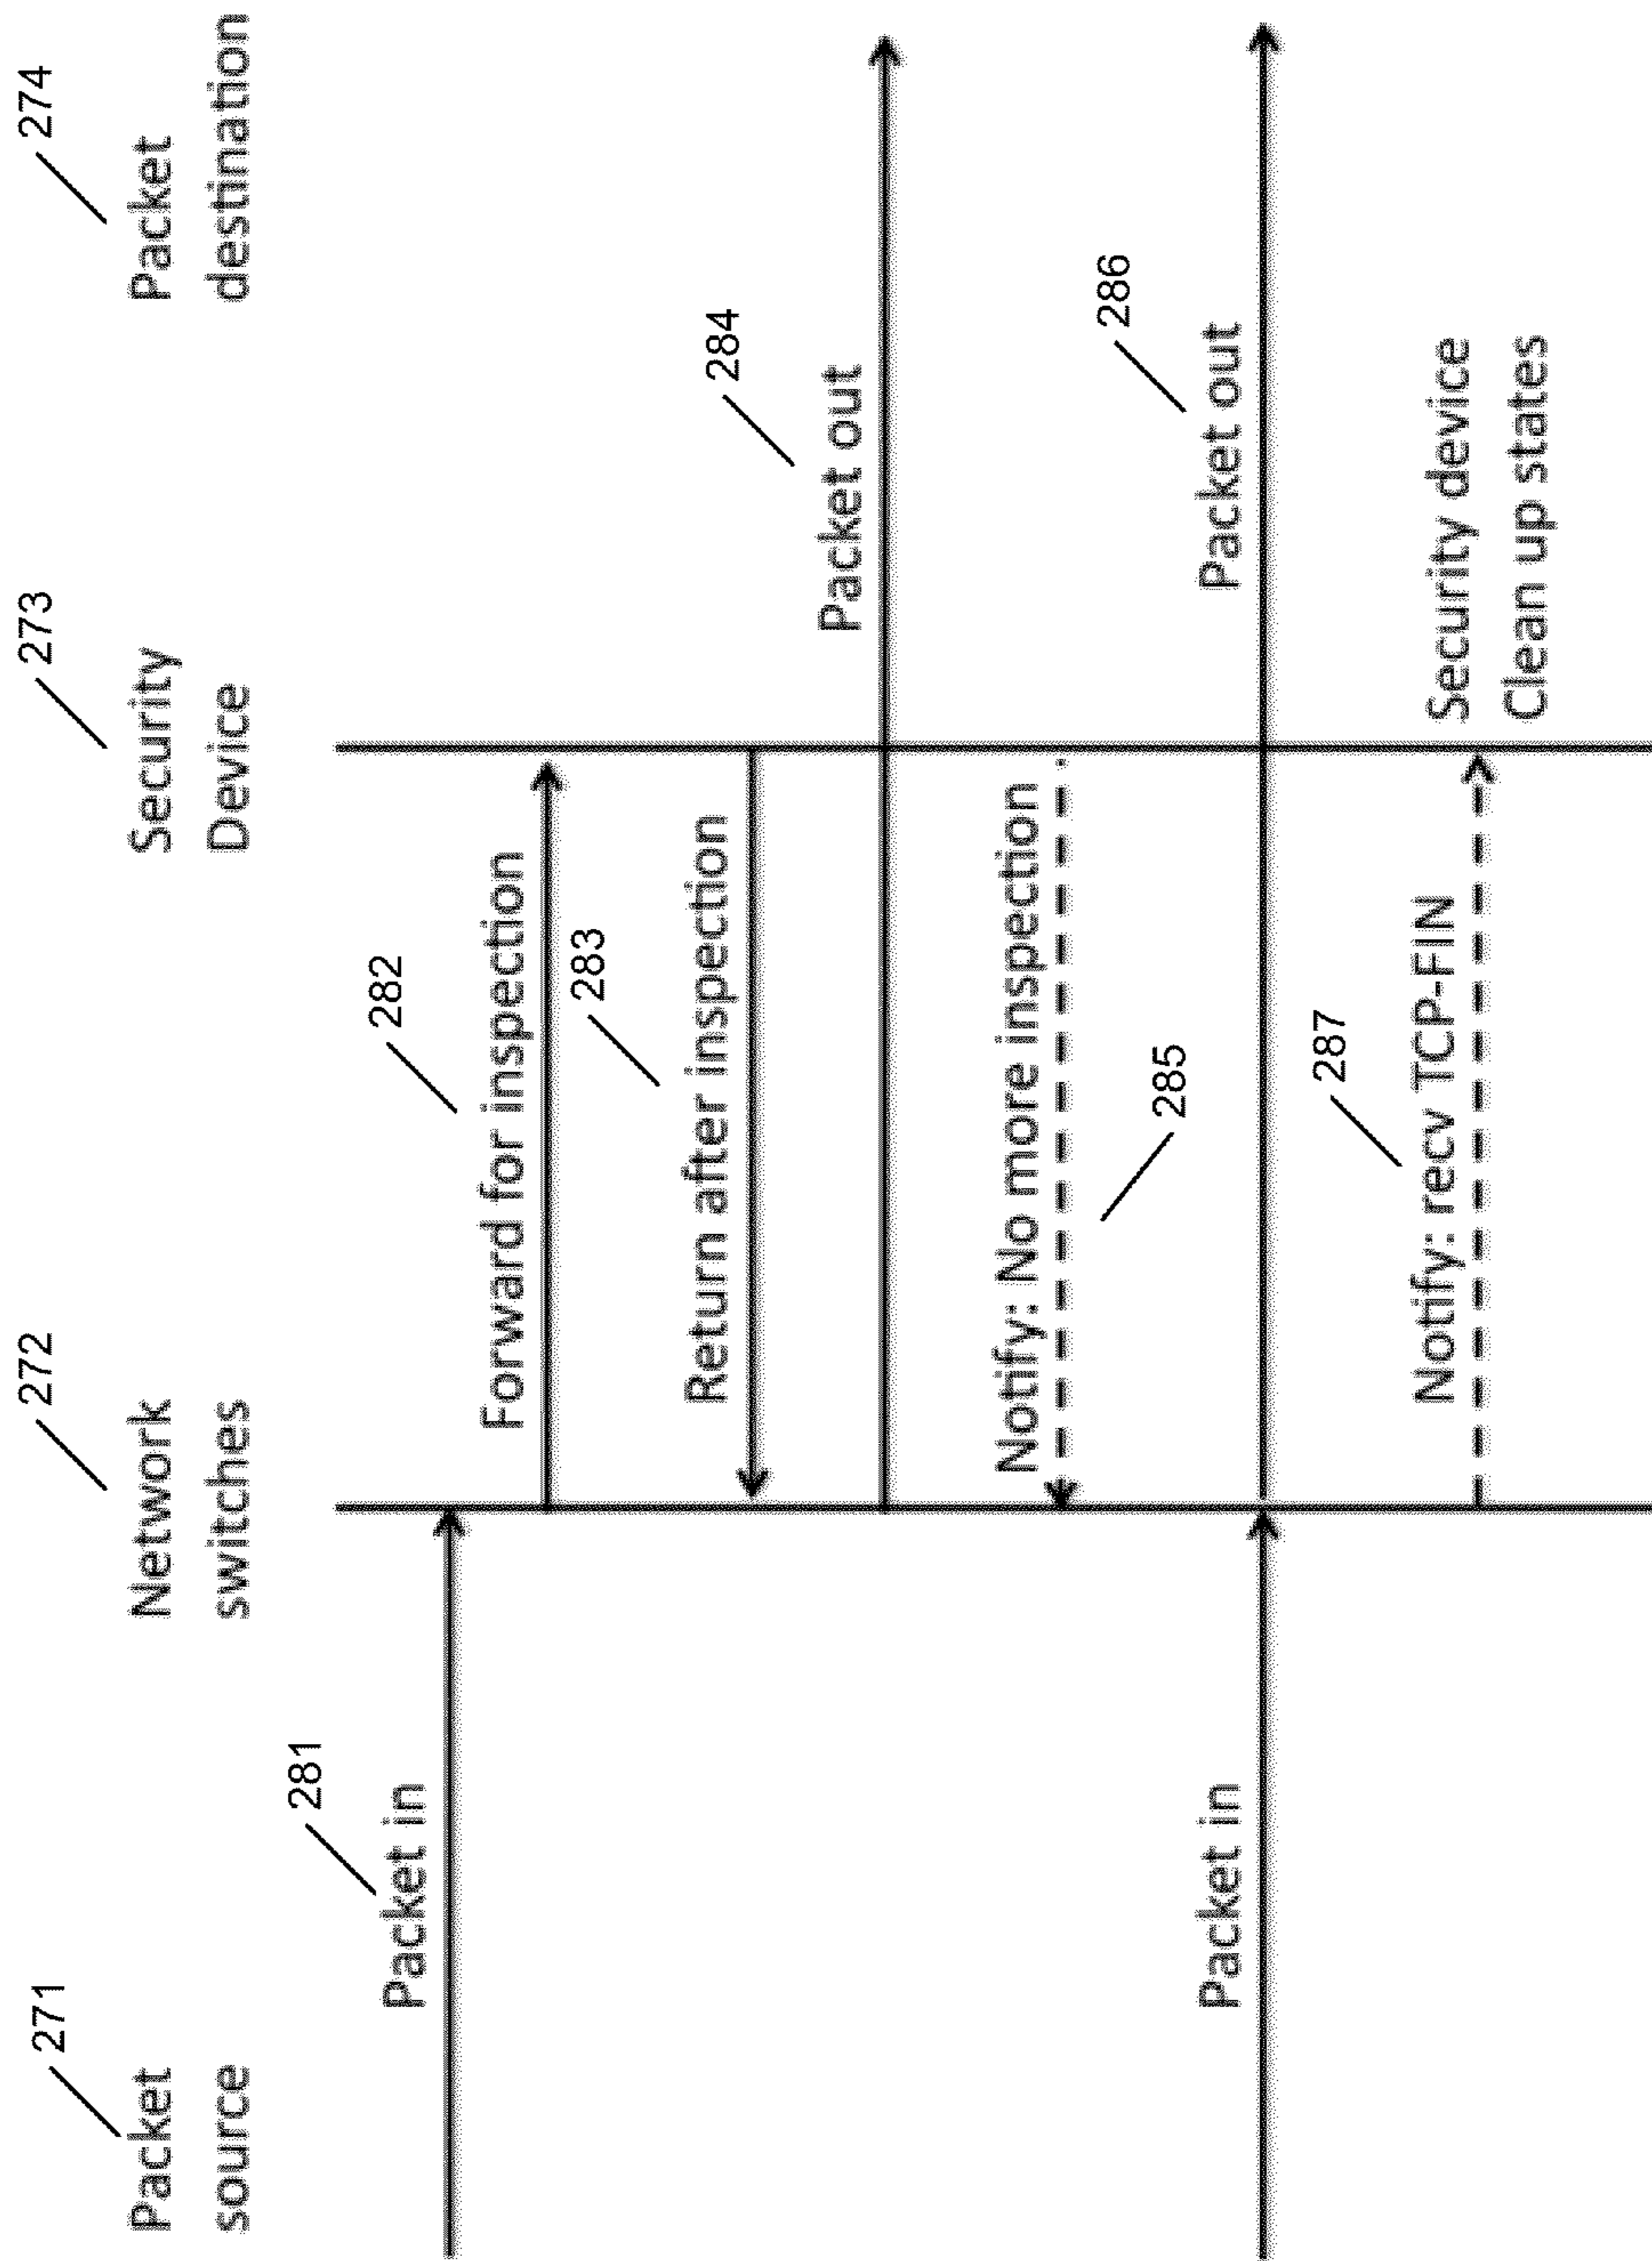 271
Packet
source
272
Network
switches
273
Security
Device
274
Packet
destination
281
Packet in
282
Forward for inspection
283
Return after inspection
284
Packet out
Notify: No more inspection
285
Packet in
286
Packet out
287
Notify: recv TCP-FIN
Security device
Clean up states